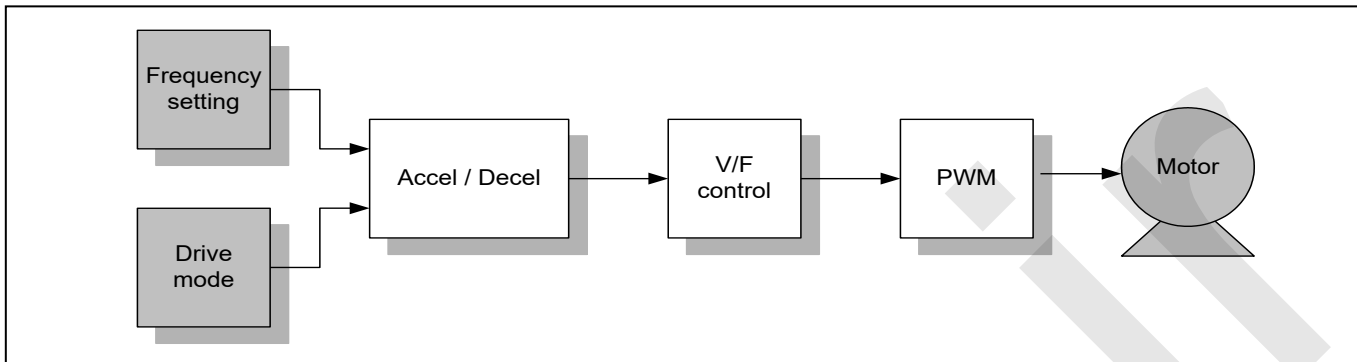 Frequency
setting
Accel / Decel
V/F
control
PWM
Motor
Drive
mode